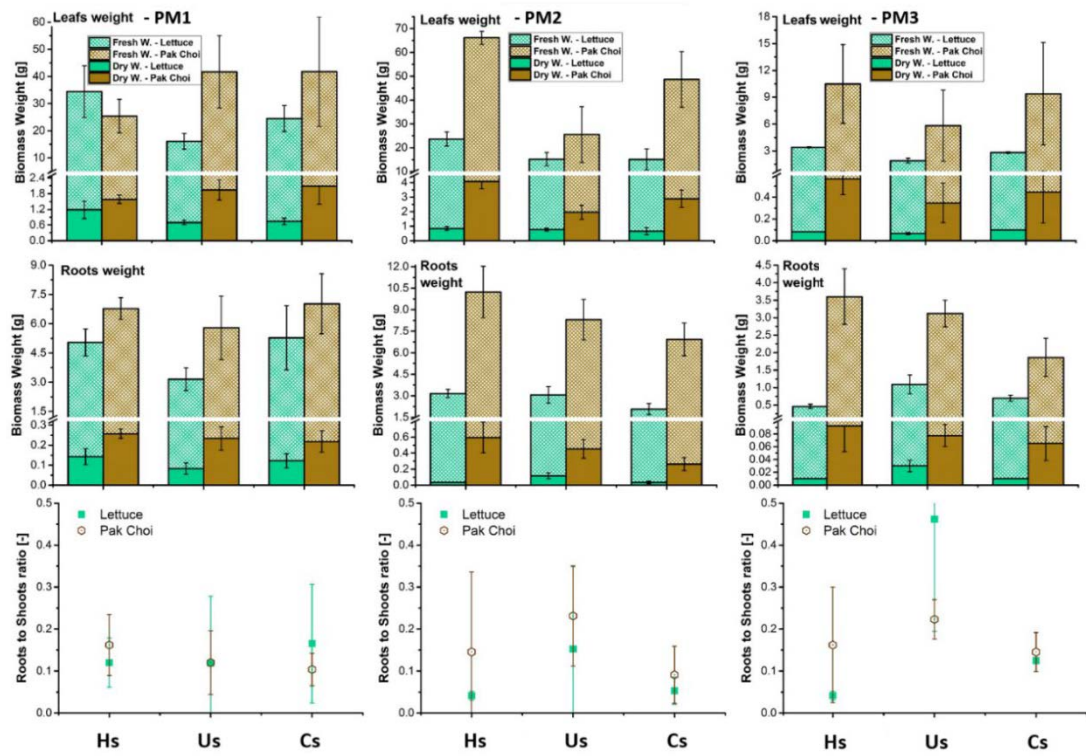 Leafs weight - PM1
Fresh W. - Lettuce
Fresh W. - Pak Choi
Dry W. - Lettuce
Dry W. - Pak Choi
Biomass Weight [g]
60
50
40
30
20
10
2.4
1.8
1.2
0.6
0.0
Leafs weight - PM2
Fresh W. - Lettuce
Fresh W. - Pak Choi
Dry W. - Lettuce
Dry W. - Pak Choi
Biomass Weight [g]
70
60
50
40
30
20
10
4
3
2
1
0
Leafs weight - PM3
Fresh W. - Lettuce
Fresh W. - Pak Choi
Dry W. - Lettuce
Dry W. - Pak Choi
Biomass Weight [g]
18
15
12
9
6
3
0.4
0.2
0.0
Roots weight
Biomass Weight [g]
9.0
7.5
6.0
4.5
3.0
1.5
0.3
0.2
0.1
0.0
Roots
weight
Biomass Weight [g]
12.0
10.5
9.0
7.5
6.0
4.5
3.0
1.5
0.6
0.4
0.2
0.0
Roots
weight
Biomass Weight [g]
4.5
4.0
3.5
3.0
2.5
2.0
1.5
1.0
0.5
0.08
0.06
0.04
0.02
0.00
Lettuce
Pak Choi
Roots to Shoots ratio [-]
0.5
0.4
0.3
0.2
0.1
0.0
Hs Us Cs
Lettuce
Pak Choi
Roots to Shoots ratio [-]
0.5
0.4
0.3
0.2
0.1
0.0
Hs Us Cs
Lettuce
Pak Choi
Roots to Shoots ratio [-]
0.5
0.4
0.3
0.2
0.1
0.0
Hs Us Cs